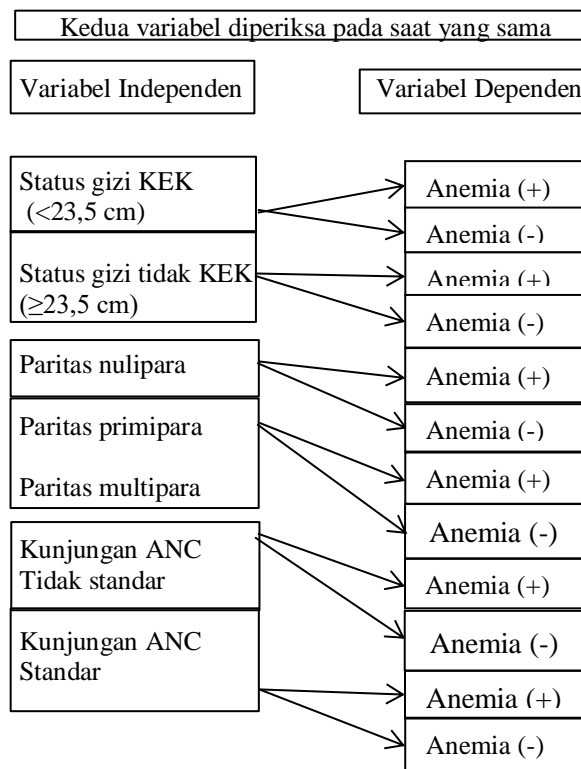 Kedua variabel diperiksa pada saat yang sama
Variabel Independen
Variabel Dependen
Status gizi KEK
(<23,5 cm)
Status gizi tidak KEK
(≥23,5 cm)
Paritas nulipara
Paritas primipara
Paritas multipara
Kunjungan ANC
Tidak standar
Kunjungan ANC
Standar
Anemia (+)
Anemia (-)
Anemia (+)
Anemia (-)
Anemia (+)
Anemia (-)
Anemia (+)
Anemia (-)
Anemia (+)
Anemia (-)
Anemia (+)
Anemia (-)